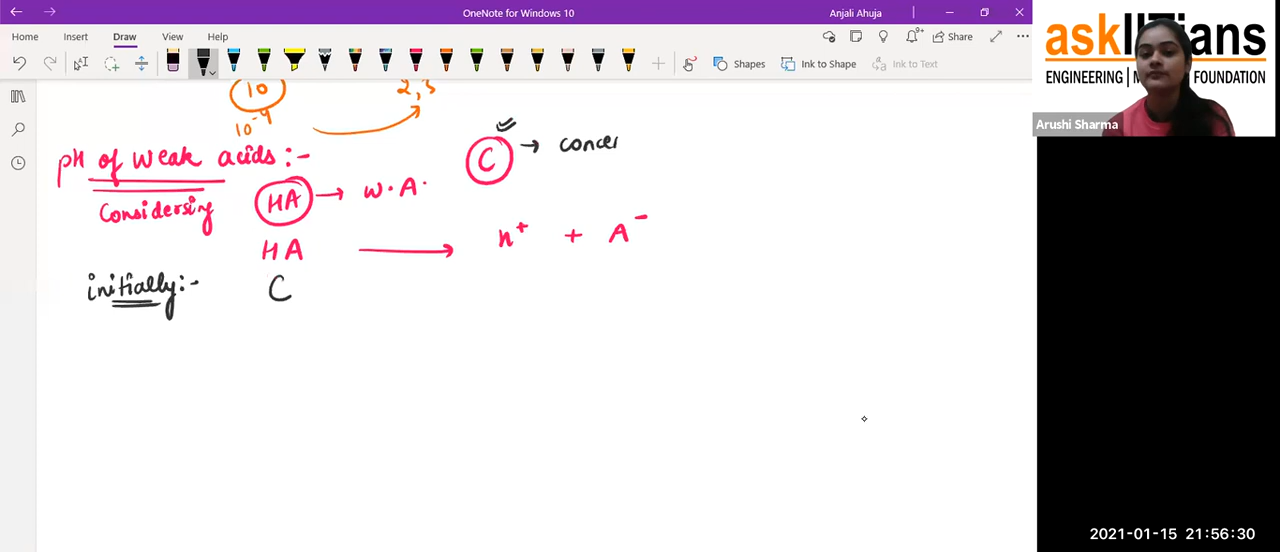 OneNote for Windows 10
Anjali Ahuja
Home Insert Draw View Help
9+ Share
Shapes Ink to Shape Ink to Text
10
2, 3
10-9
C → concer
pH of weak acids :-
HA → W.A.
Considering
HA → H+ + A-
initially :- C
askIITians
ENGINEERING | M FOUNDATION
Arushi Sharma
2021-01-15 21:56:30